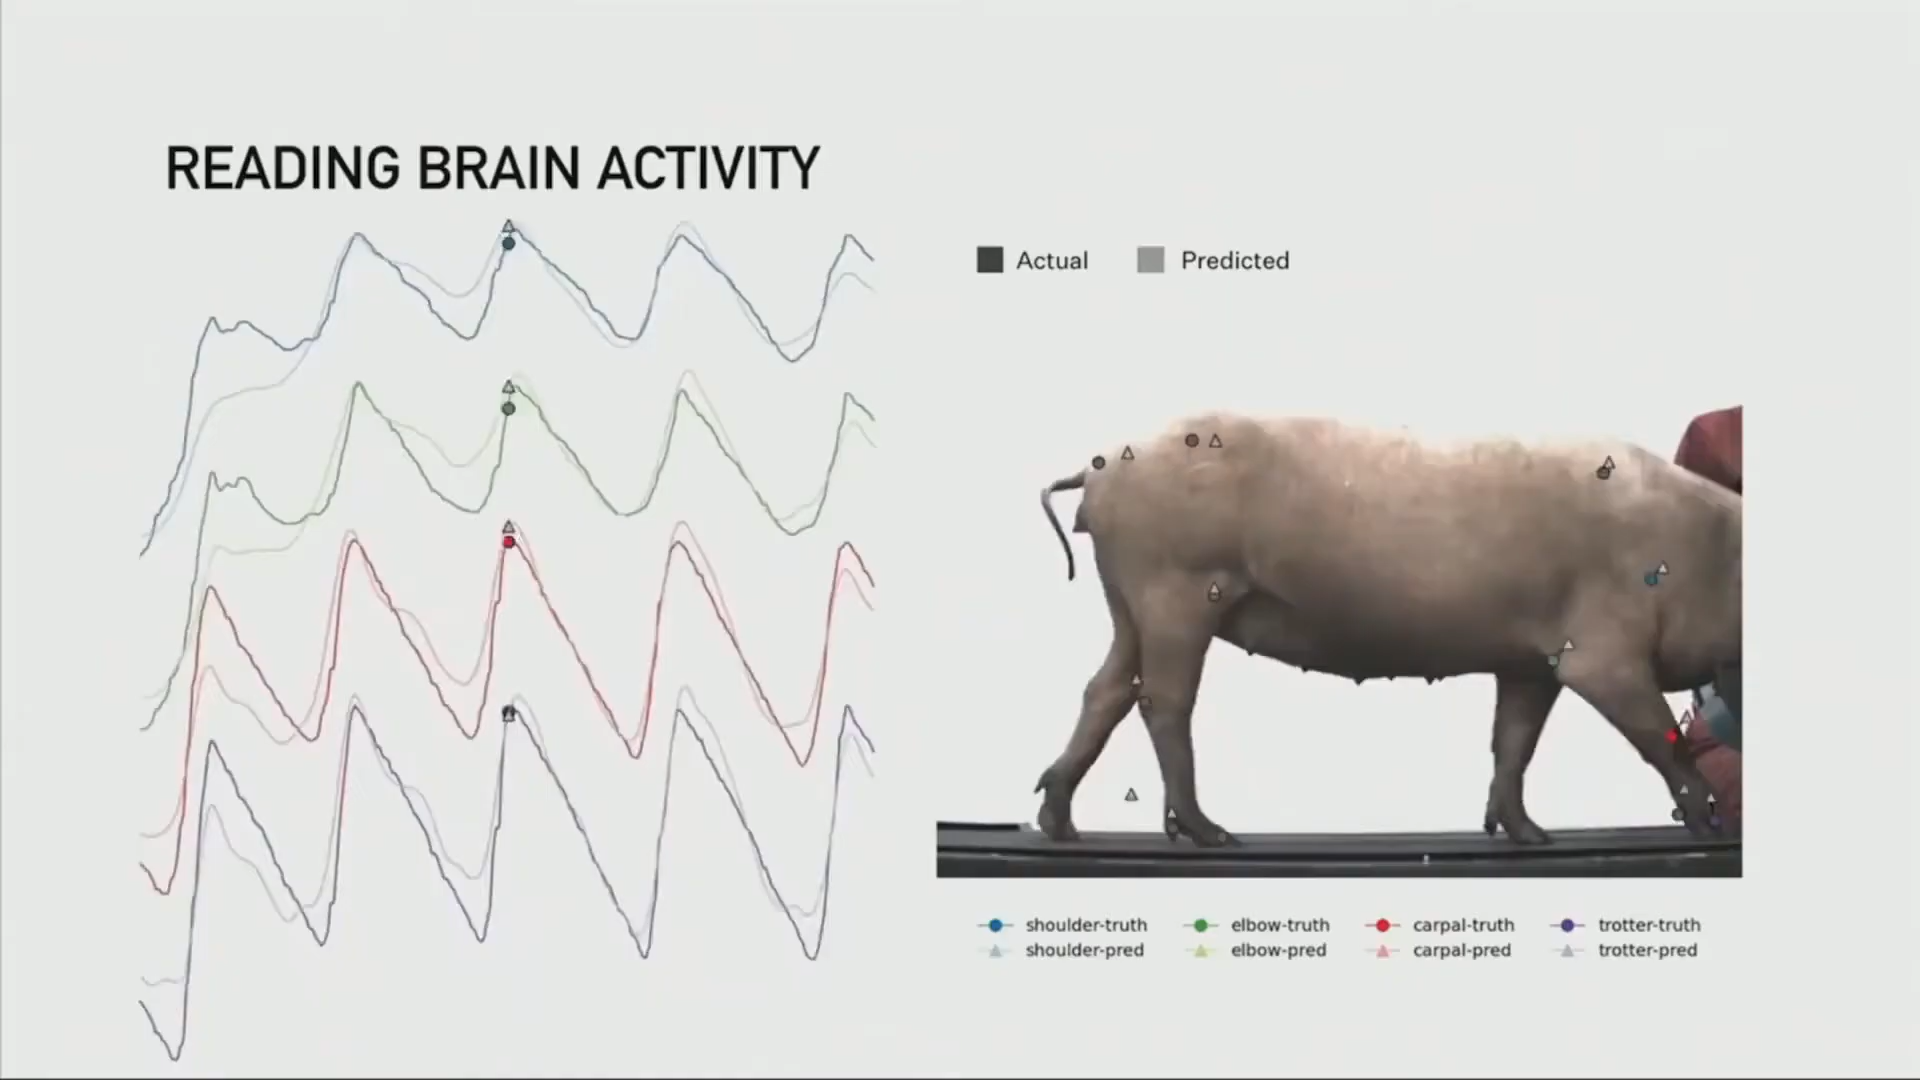 READING BRAIN ACTIVITY
Actual Predicted
shoulder-truth elbow-truth carpal-truth trotter-truth
shoulder-pred elbow-pred carpal-pred trotter-pred